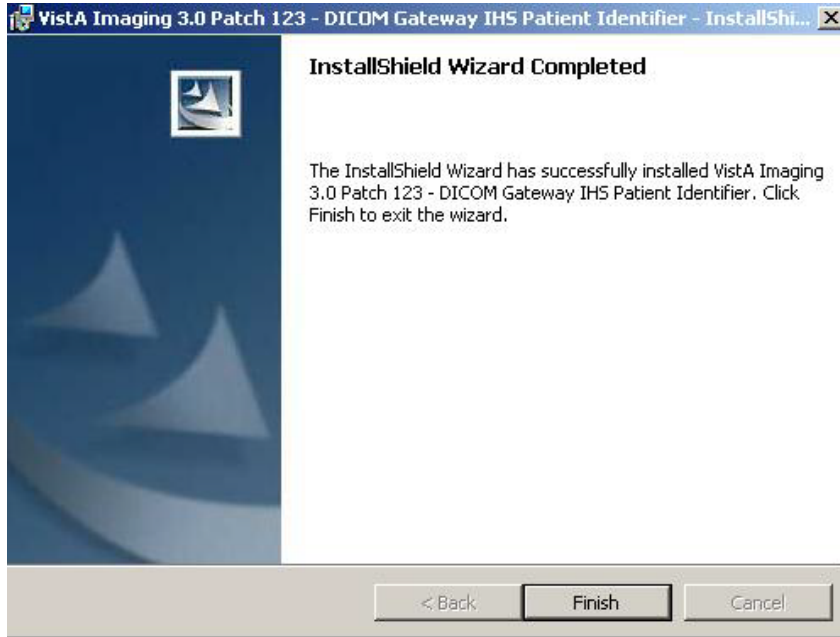 VistA Imaging 3.0 Patch 123 - DICOM Gateway IHS Patient Identifier - InstallShi...
InstallShield Wizard Completed
The InstallShield Wizard has successfully installed VistA Imaging
3.0 Patch 123 - DICOM Gateway IHS Patient Identifier. Click
Finish to exit the wizard.
< Back Finish Cancel